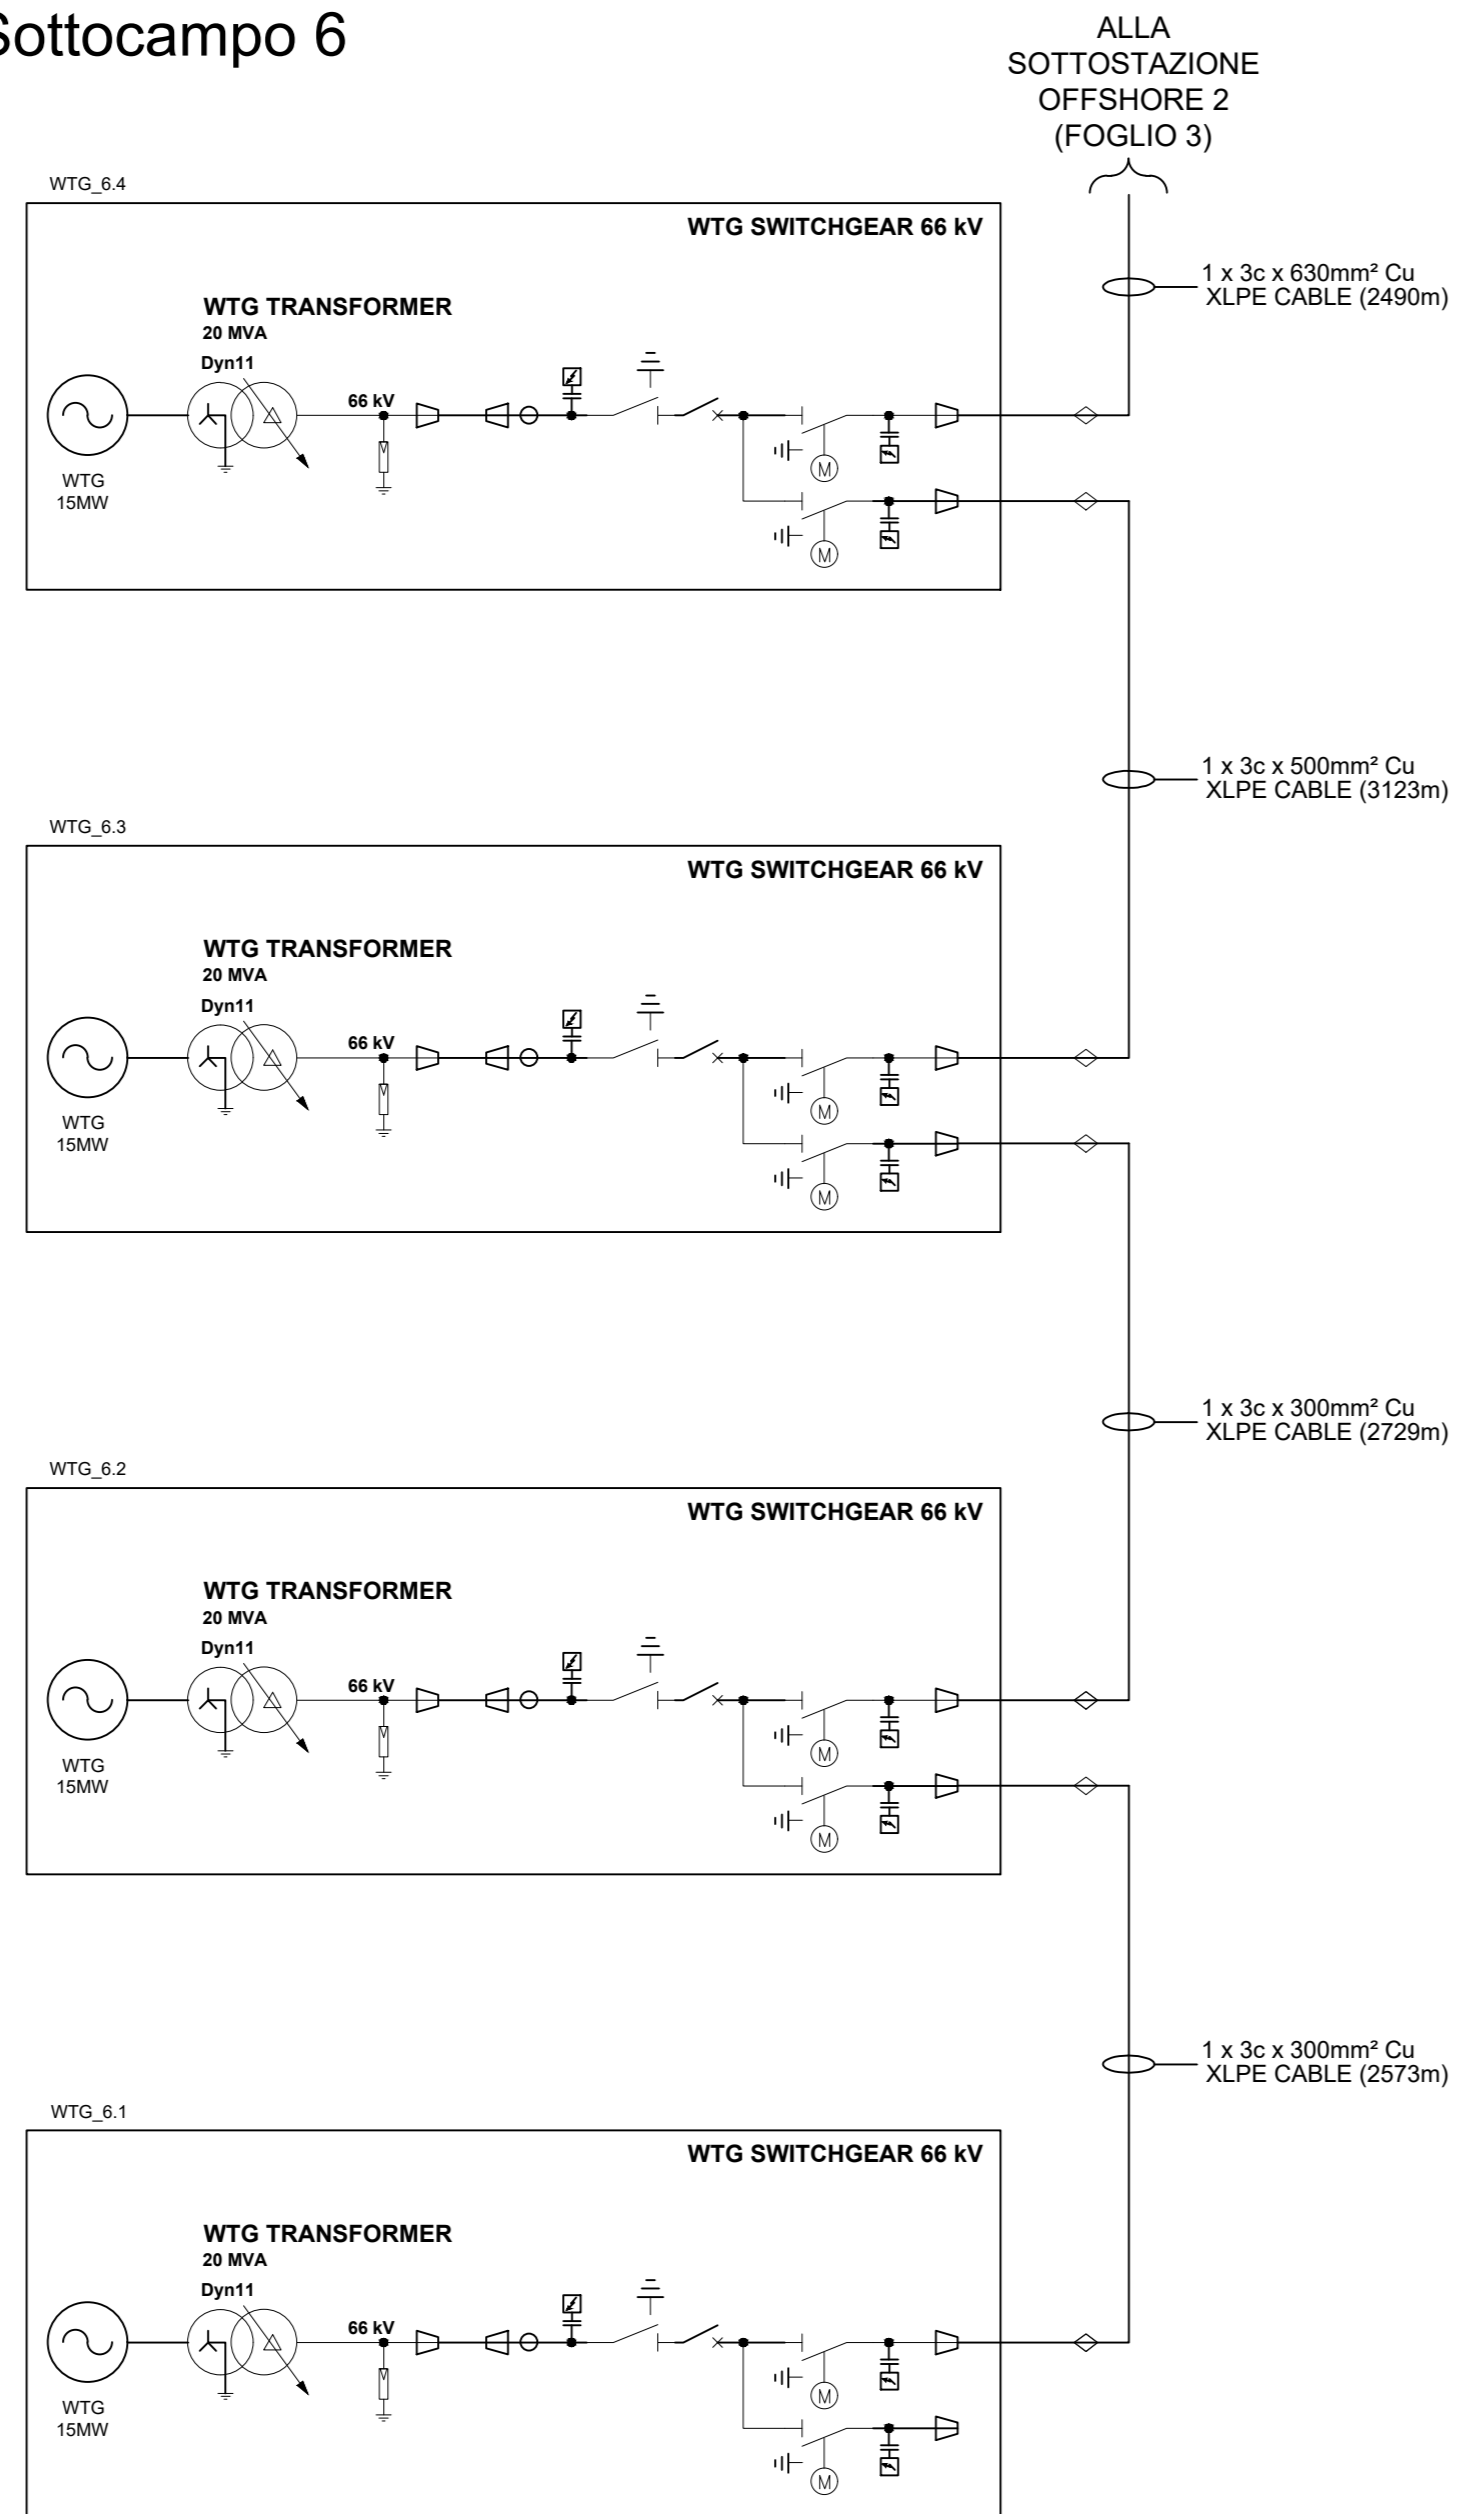 Sottocampo 6
ALLA
SOTTOSTAZIONE
OFFSHORE 2
(FOGLIO 3)
WTG_6.4
WTG SWITCHGEAR 66 kV
1 x 3c x 630mm² Cu
XLPE CABLE (2490m)
WTG TRANSFORMER
20 MVA
Dyn11
66 kV
M
WTG
15MW
M
1 x 3c x 500mm² Cu
XLPE CABLE (3123m)
WTG_6.3
WTG SWITCHGEAR 66 kV
WTG TRANSFORMER
20 MVA
Dyn11
66 kV
M
WTG
15MW
M
1 x 3c x 300mm² Cu
XLPE CABLE (2729m)
WTG_6.2
WTG SWITCHGEAR 66 kV
WTG TRANSFORMER
20 MVA
Dyn11
66 kV
M
WTG
15MW
M
1 x 3c x 300mm² Cu
XLPE CABLE (2573m)
WTG_6.1
WTG SWITCHGEAR 66 kV
WTG TRANSFORMER
20 MVA
Dyn11
66 kV
M
WTG
15MW
M